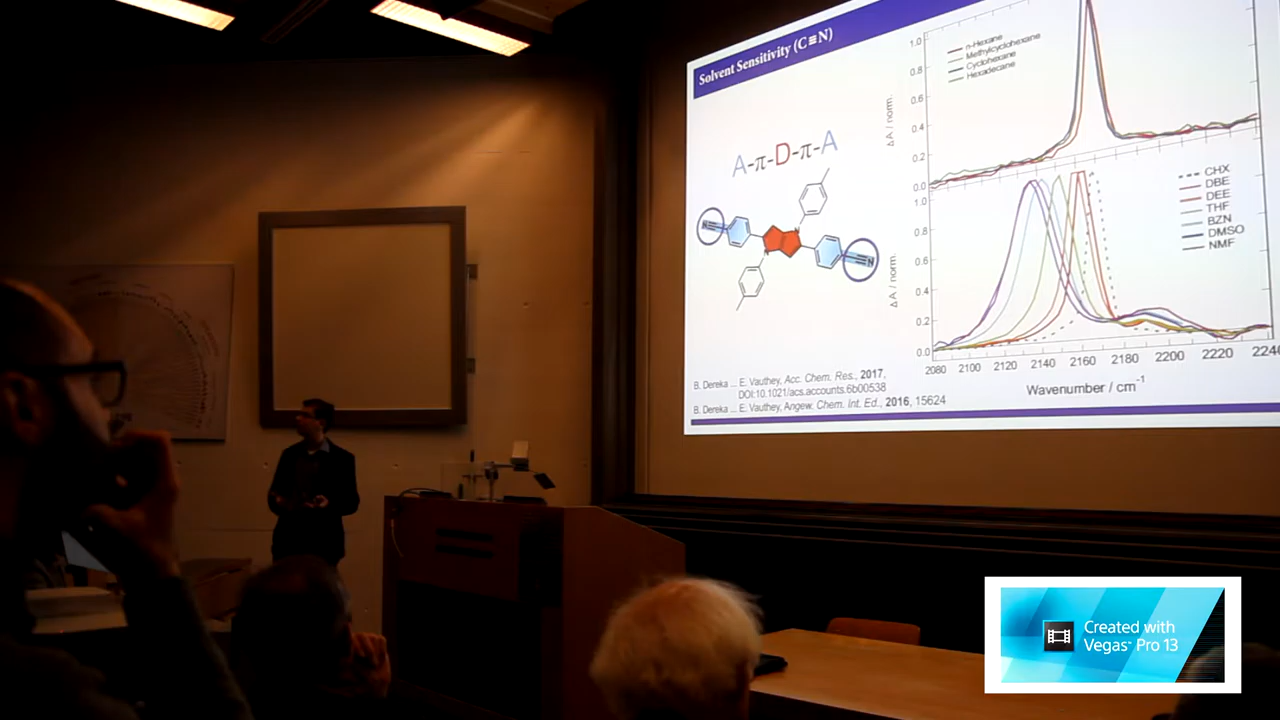 Solvent Sensitivity (C≡N)
A-π-D-π-A
N
N
N
N
B. Dereka ... E. Vauthey, Acc. Chem. Res., 2017,
DOI:10.1021/acs.accounts.6b00538
B. Dereka ... E. Vauthey, Angew. Chem. Int. Ed., 2016, 15624
n-Hexane
Methylcyclohexane
Cyclohexane
Hexadecane
ΔA / norm.
1.0
0.8
0.6
0.4
0.2
0.0
CHX
DBE
DEE
THF
BZN
DMSO
NMF
ΔA / norm.
1.0
0.8
0.6
0.4
0.2
0.0
2080 2100 2120 2140 2160 2180 2200 2220 2240
Wavenumber / cm⁻¹
Created with
Vegas™ Pro 13